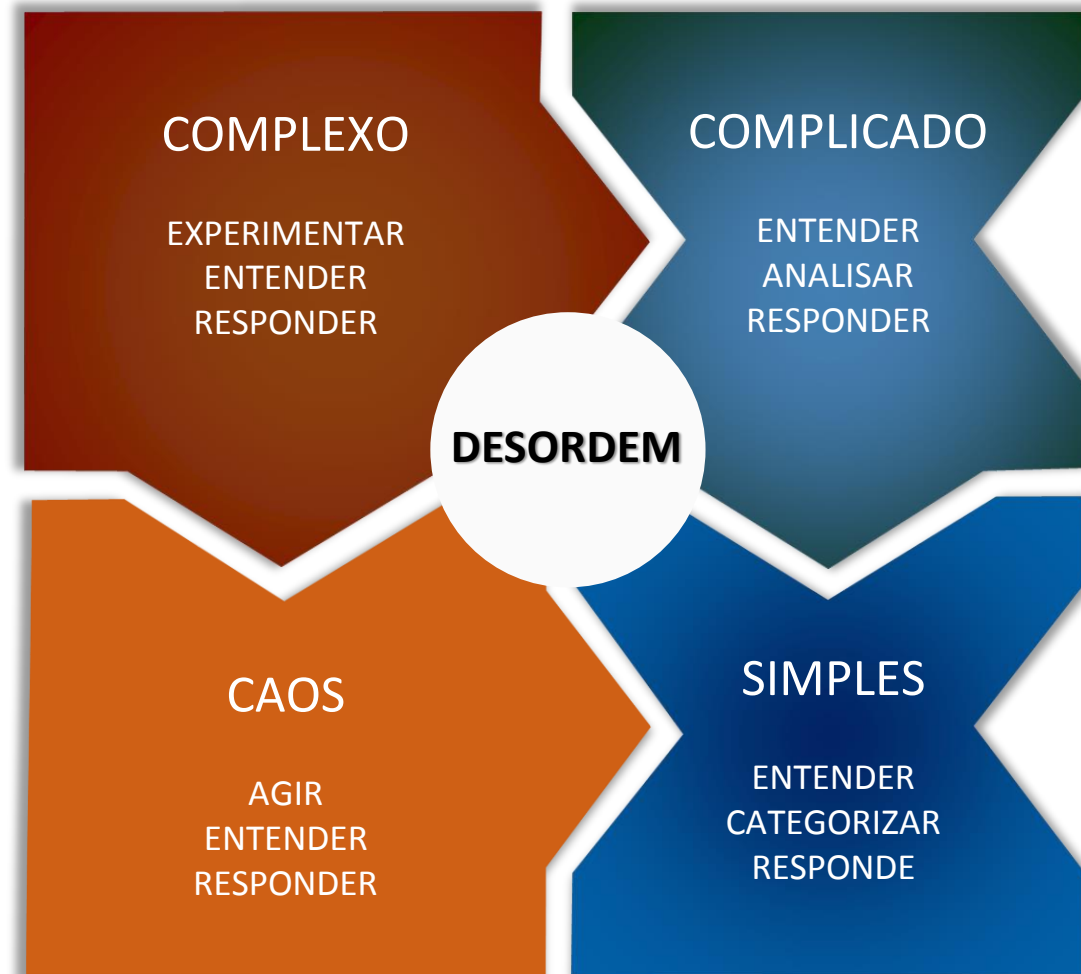 COMPLEXO
EXPERIMENTAR
ENTENDER
RESPONDER
COMPLICADO
ENTENDER
ANALISAR
RESPONDER
DESORDEM
CAOS
AGIR
ENTENDER
RESPONDER
SIMPLES
ENTENDER
CATEGORIZAR
RESPONDE